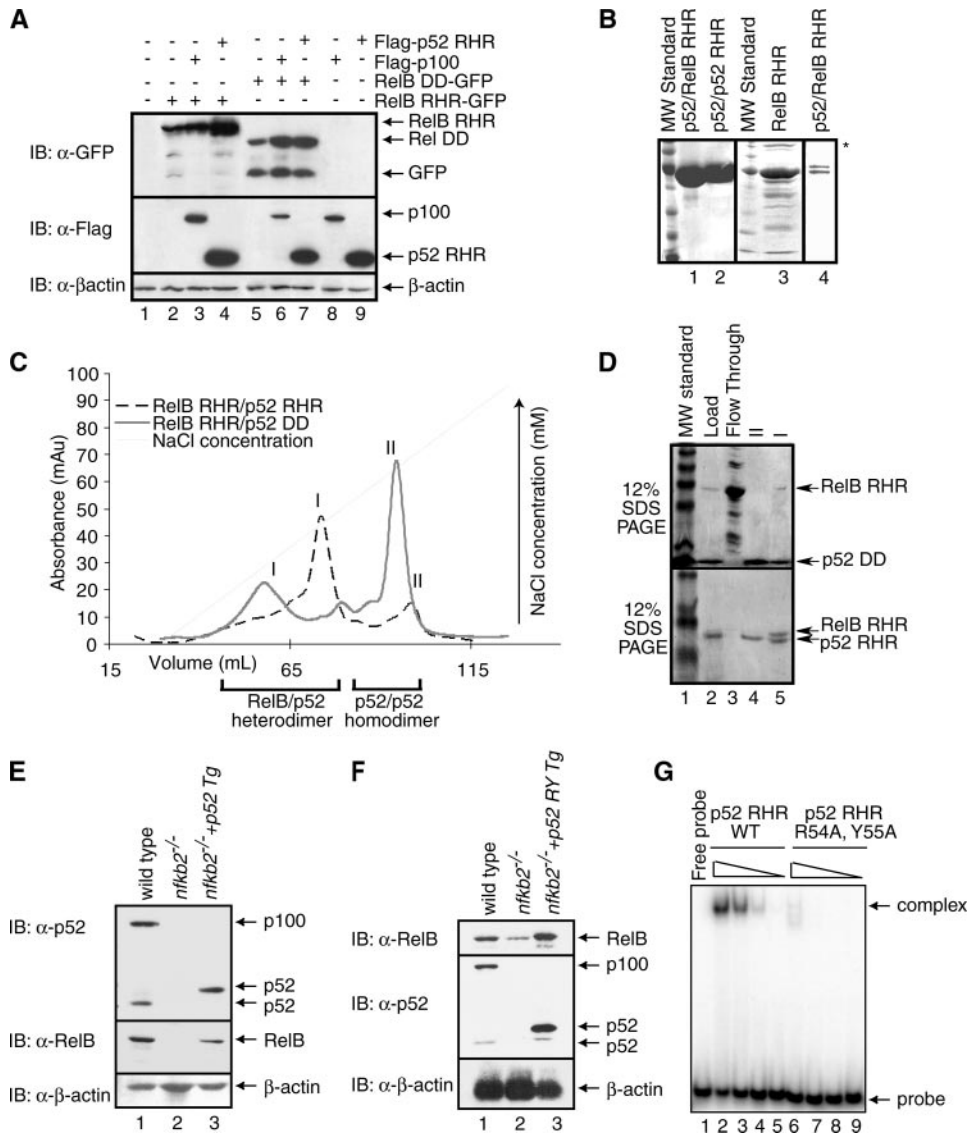 A
- - - + - - + - + Flag-p52 RHR
- - + - - + - + - Flag-p100
- - - - + + + - - RelB DD-GFP
- + + + - - - - - RelB RHR-GFP
IB: α-GFP
RelB RHR
Rel DD
GFP
IB: α-Flag
p100
p52 RHR
IB: α-βactin
β-actin
1 2 3 4 5 6 7 8 9
B
MW Standard
p52/RelB RHR
p52/p52 RHR
MW Standard
RelB RHR
p52/RelB RHR
*
1 2 3 4
C
100
90
80
70
60
50
40
30
20
10
0
Absorbance (mAu)
RelB RHR/p52 RHR
RelB RHR/p52 DD
NaCl concentration
I
I
II
II
NaCl concentration (mM)
15 Volume (mL) 65 115
RelB/p52 heterodimer
p52/p52 homodimer
D
MW standard
Load
Flow Through
II
I
12% SDS PAGE
RelB RHR
p52 DD
12% SDS PAGE
RelB RHR
p52 RHR
1 2 3 4 5
E
wild type
nfkb2-/-
nfkb2-/-+p52 Tg
IB: α-p52
p100
p52
p52
IB: α-RelB
RelB
IB: α-β-actin
β-actin
1 2 3
F
wild type
nfkb2-/-
nfkb2-/-+p52 RY Tg
IB: α-RelB
RelB
p100
IB: α-p52
p52
p52
IB: α-β-actin
β-actin
1 2 3
G
Free probe
p52 RHR WT
p52 RHR R54A, Y55A
complex
probe
1 2 3 4 5 6 7 8 9